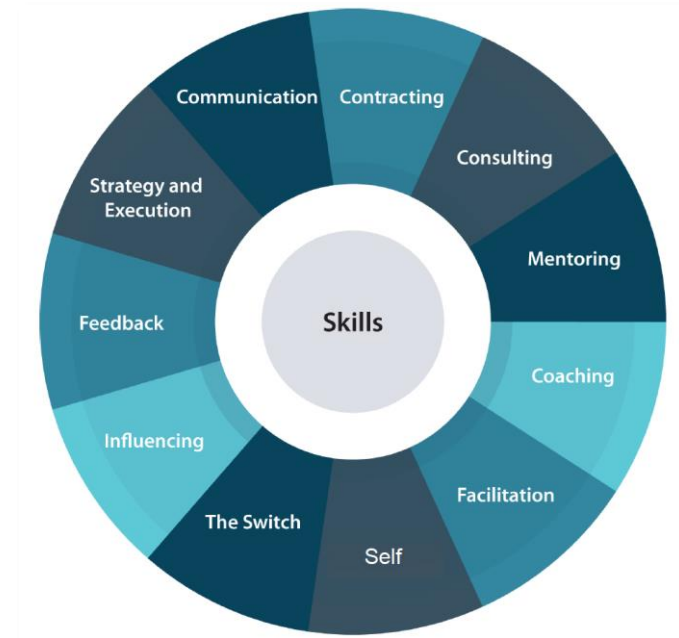 Communication
Contracting
Consulting
Mentoring
Coaching
Facilitation
Self
The Switch
Influencing
Feedback
Strategy and
Execution
Skills